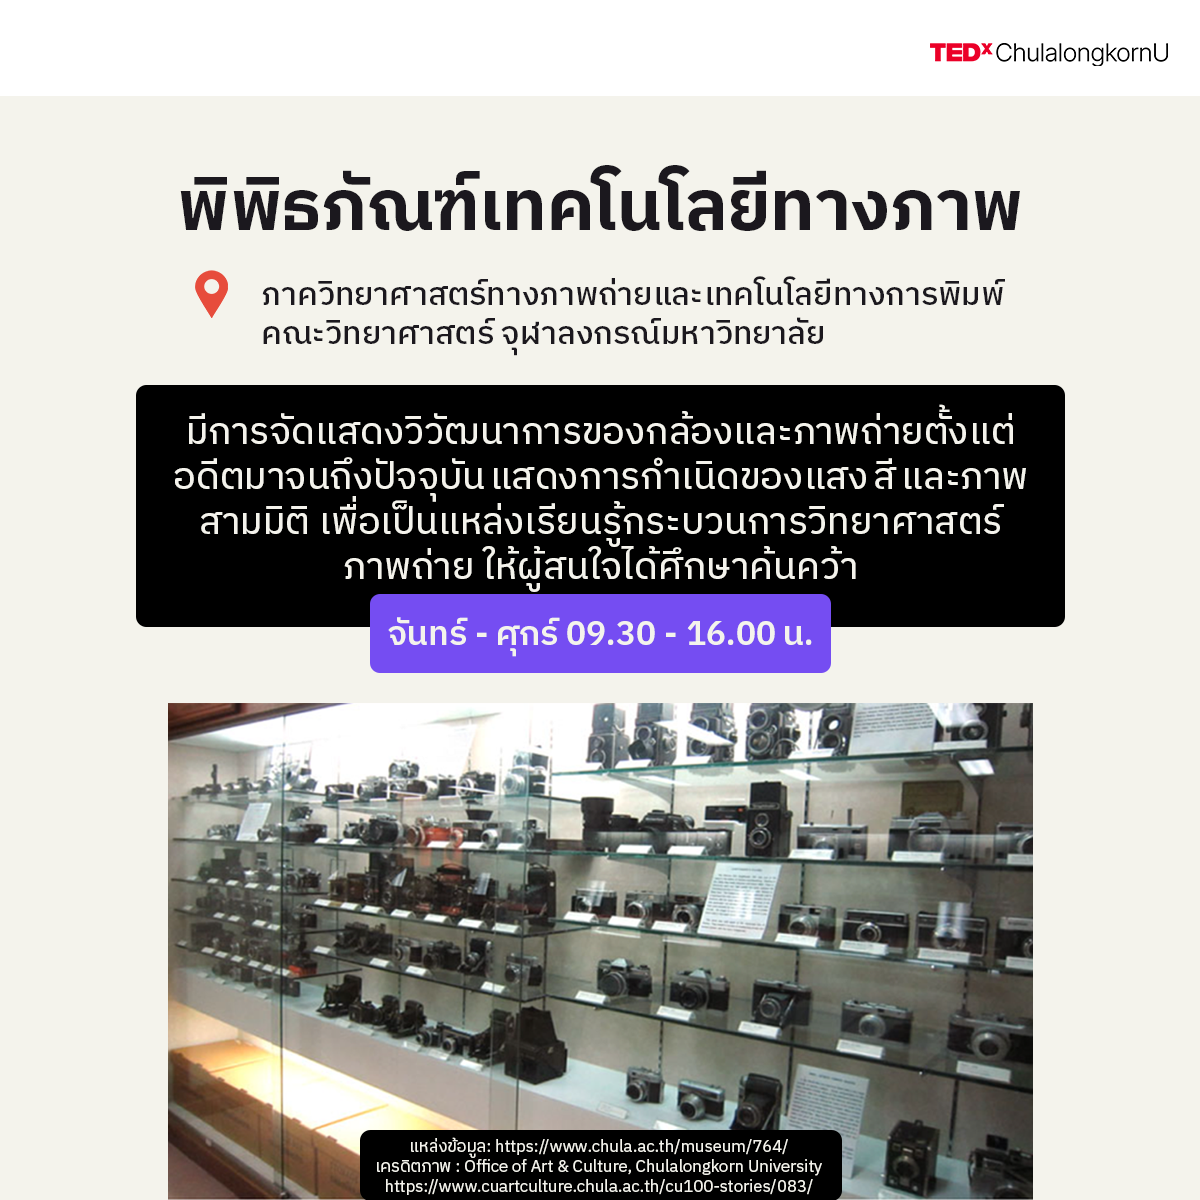 TEDxChulalongkornU
พิพิธภัณฑ์เทคโนโลยีทางภาพ
ภาควิทยาศาสตร์ทางภาพถ่ายและเทคโนโลยีทางการพิมพ์
คณะวิทยาศาสตร์ จุฬาลงกรณ์มหาวิทยาลัย
มีการจัดแสดงวิวัฒนาการของกล้องและภาพถ่ายตั้งแต่
อดีตมาจนถึงปัจจุบัน แสดงการกำเนิดของแสง สี และภาพ
สามมิติ เพื่อเป็นแหล่งเรียนรู้กระบวนการวิทยาศาสตร์
ภาพถ่าย ให้ผู้สนใจได้ศึกษาค้นคว้า
จันทร์ - ศุกร์ 09.30 - 16.00 น.
แหล่งข้อมูล: https://www.chula.ac.th/museum/764/
เครดิตภาพ : Office of Art & Culture, Chulalongkorn University
https://www.cuartculture.chula.ac.th/cu100-stories/083/